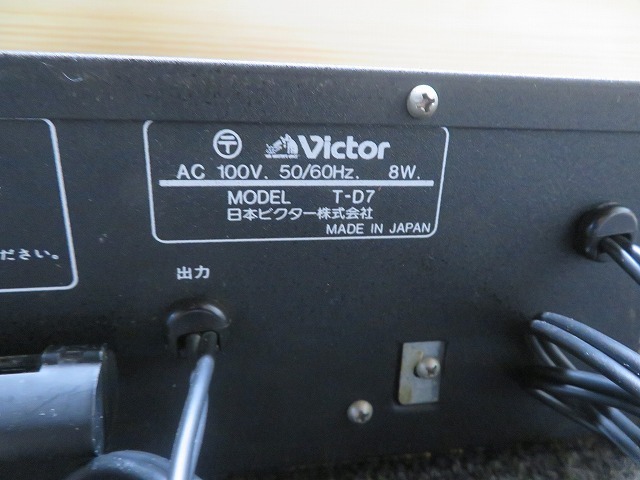 〒 Victor
AC 100V. 50/60Hz. 8W.
MODEL T-D7
日本ビクター株式会社
MADE IN JAPAN
ださい。
出力